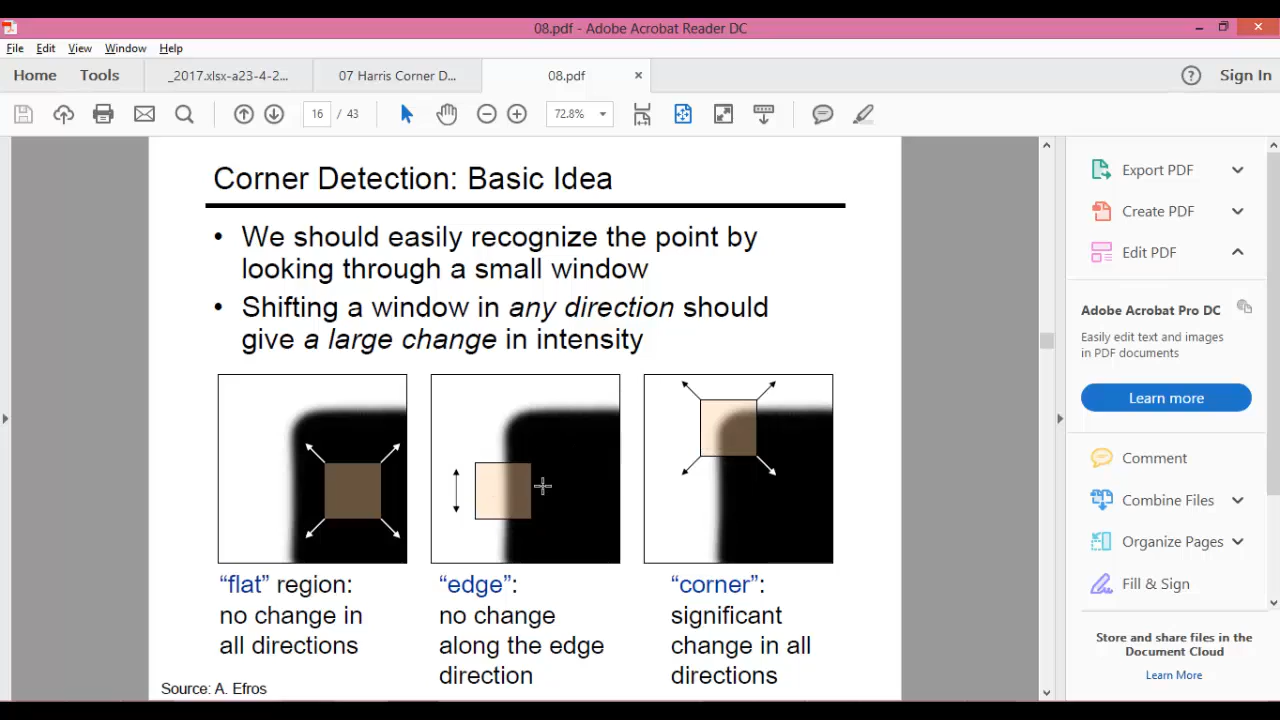 08.pdf - Adobe Acrobat Reader DC
File Edit View Window Help
Home Tools _2017.xlsx-a23-4-2... 07 Harris Corner D... 08.pdf × Sign In
16 / 43 72.8%
Corner Detection: Basic Idea
• We should easily recognize the point by
looking through a small window
• Shifting a window in any direction should
give a large change in intensity
“flat” region:
no change in
all directions
“edge”:
no change
along the edge
direction
“corner”:
significant
change in all
directions
Source: A. Efros
Export PDF
Create PDF
Edit PDF
Adobe Acrobat Pro DC
Easily edit text and images
in PDF documents
Learn more
Comment
Combine Files
Organize Pages
Fill & Sign
Store and share files in the
Document Cloud
Learn More